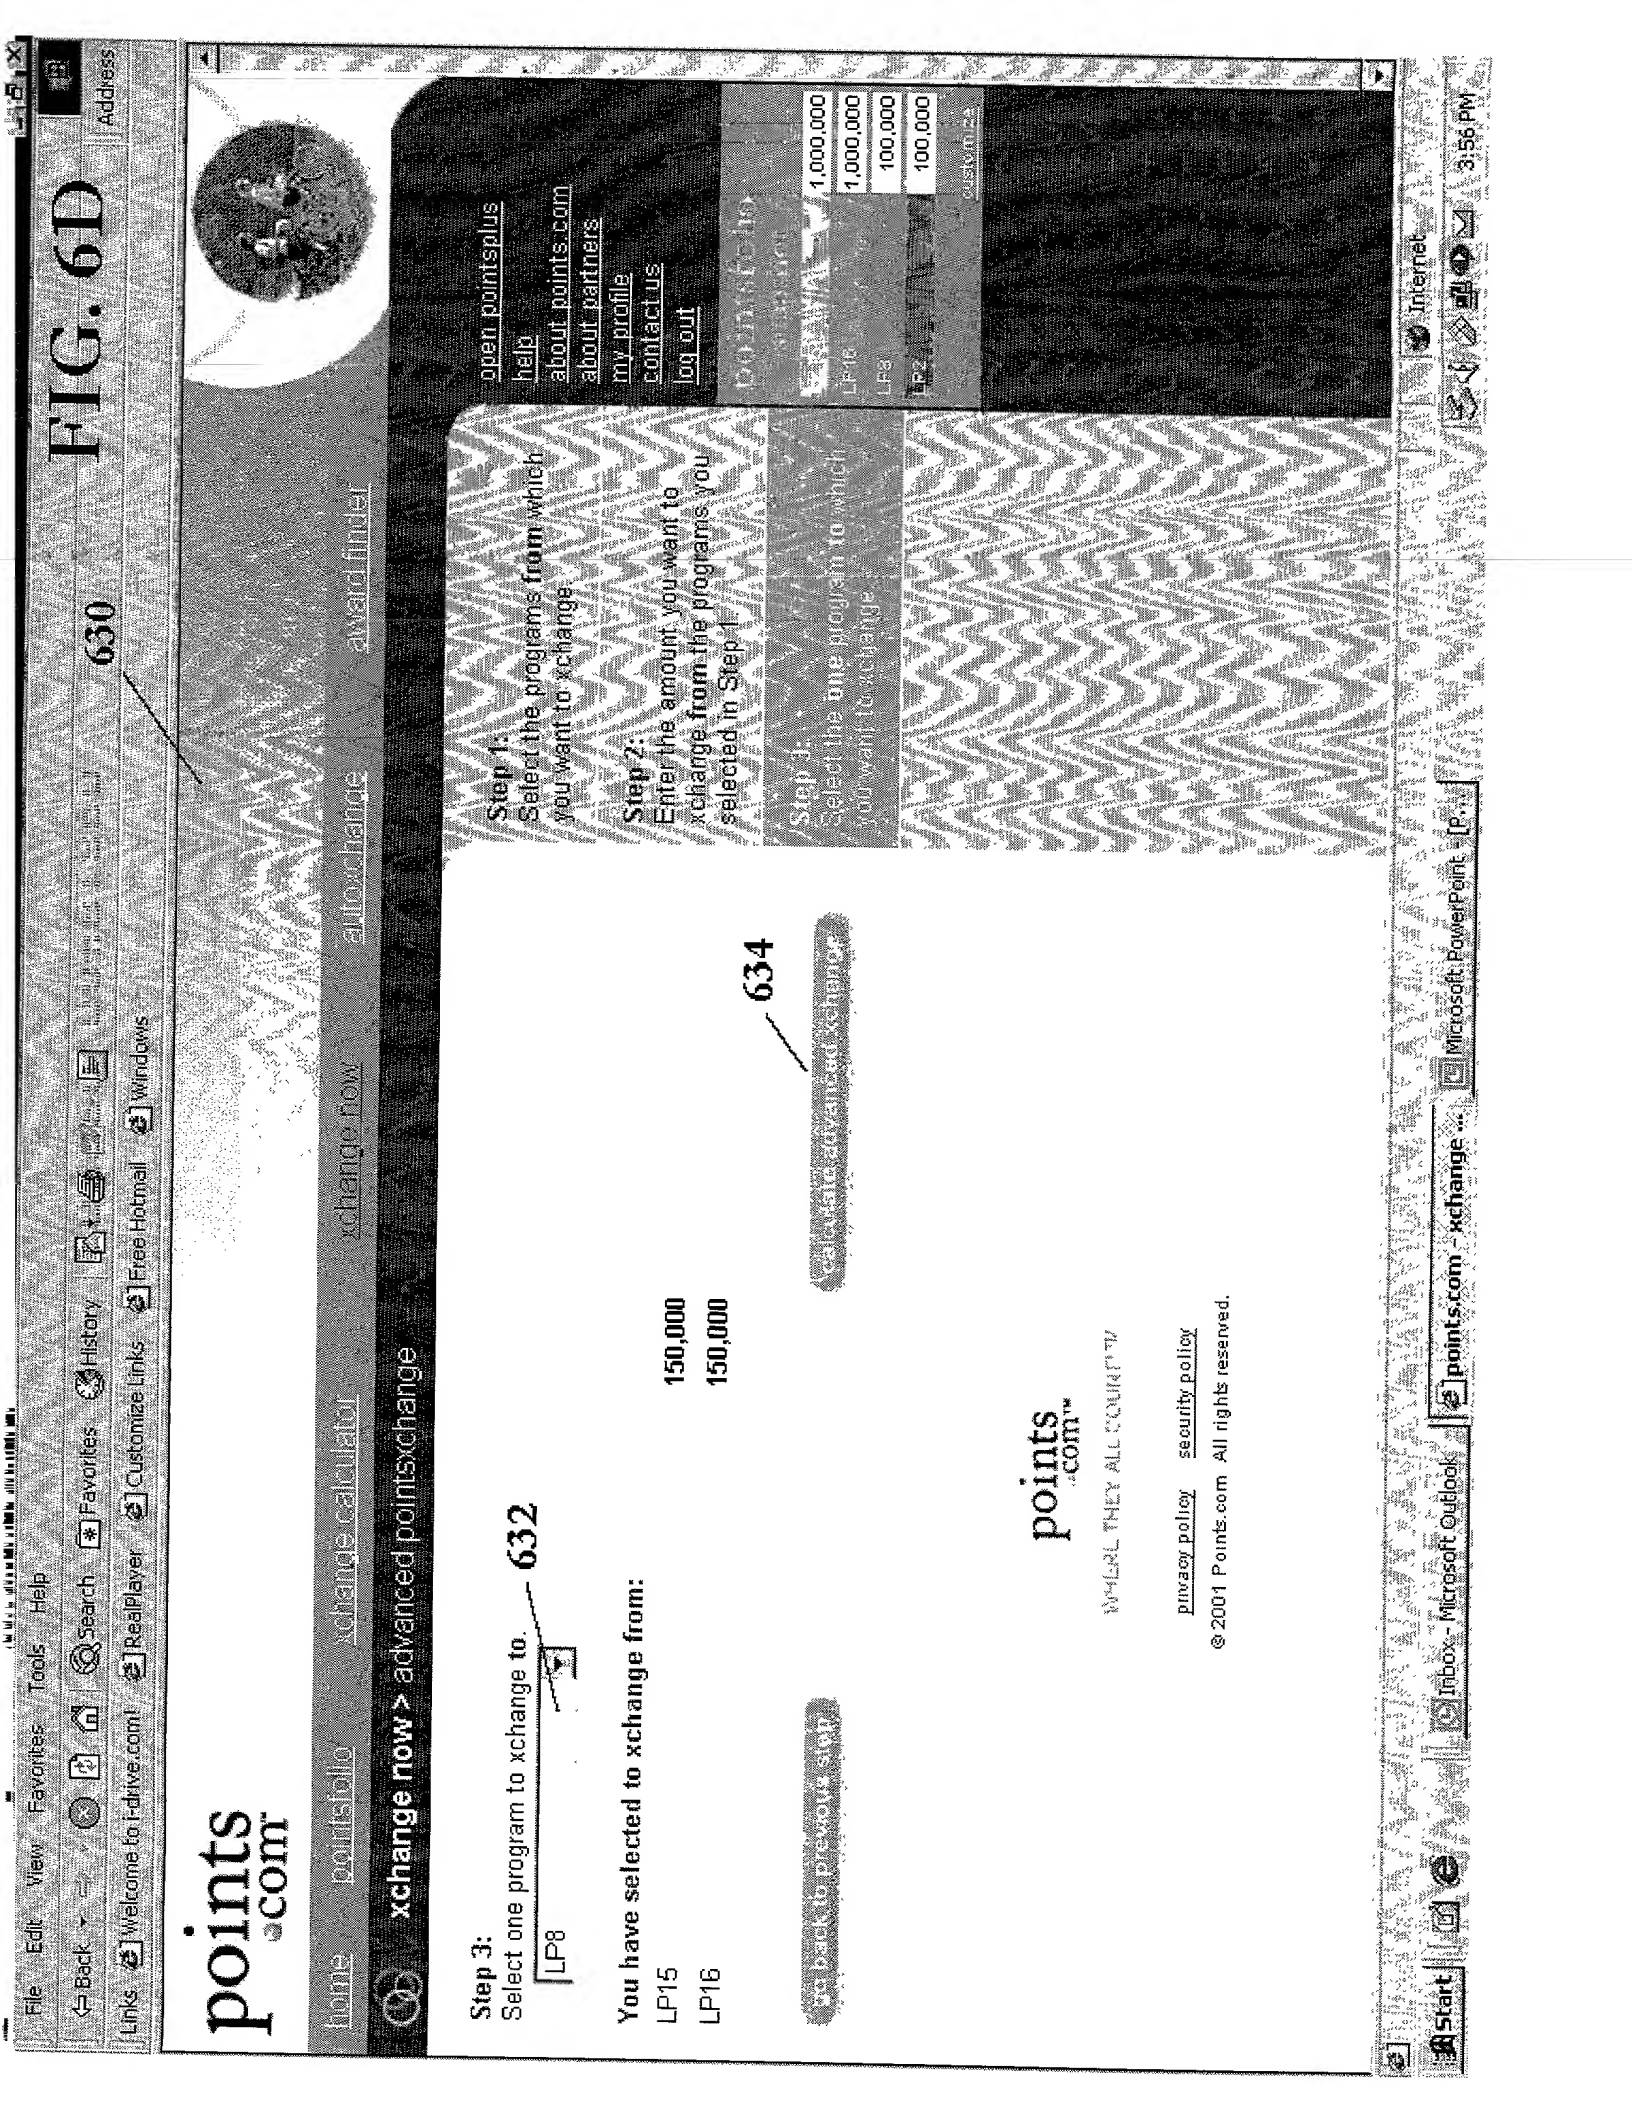 FIG. 6D
File Edit View Favorites Tools Help
Back Search Favorites History
Address
Links Welcome to i-drive.com! RealPlayer Customize Links Free Hotmail Windows
630
points
.com
home pointsfolio xchange calculator xchange now autoxchange award finder
xchange now > advanced pointsxchange
Step 3:
Select one program to xchange to.
LP8
632
You have selected to xchange from:
LP15 150,000
LP16 150,000
go back to previous step
calculate advanced xchange
634
points
.com™
WHERE THEY ALL COUNT™
privacy policy security policy
© 2001 Points.com All rights reserved.
Step 1:
Select the programs from which
you want to xchange.
Step 2:
Enter the amount you want to
xchange from the programs you
selected in Step 1.
Select the one program to which
you want to xchange.
open pointsplus
help
about points.com
about partners
my profile
contact us
log out
pointsfolio
1,000,000
LP16 1,000,000
LP8 100,000
LP2 100,000
customize
Internet
Start Inbox - Microsoft Outlook points.com - xchange ... Microsoft PowerPoint - [P... 3:56 PM